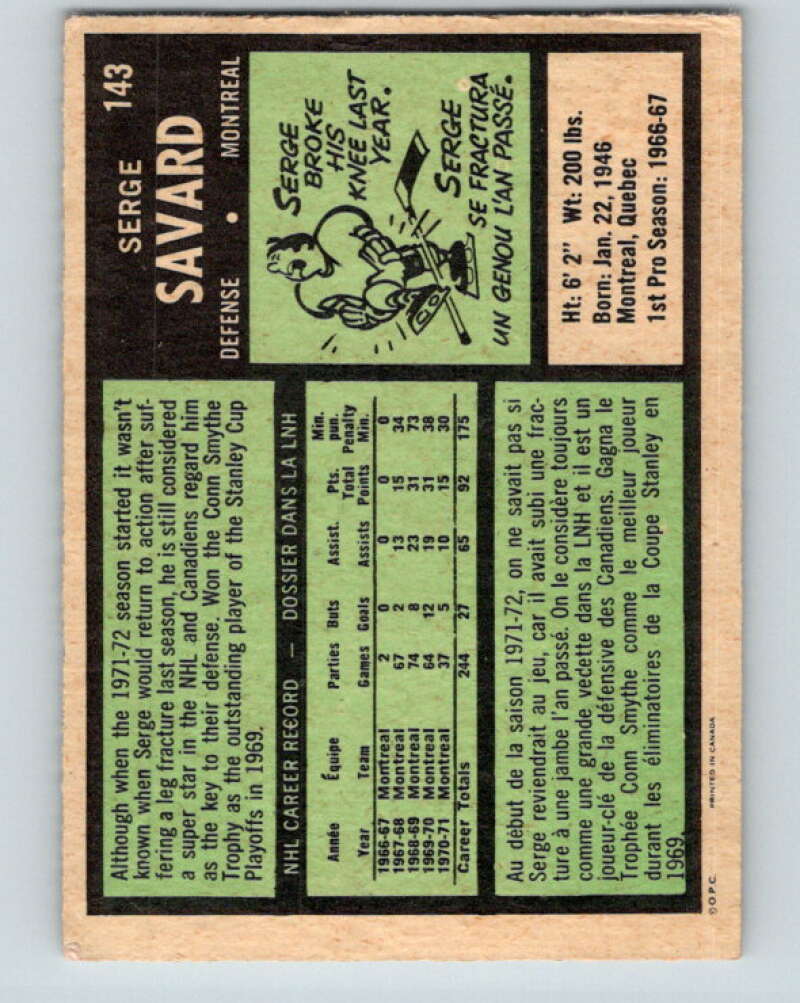 143
SERGE
SAVARD
DEFENSE • MONTREAL
SERGE
BROKE
HIS
KNEE LAST
YEAR.
SERGE
SE FRACTURA
UN GENOU L'AN PASSÉ.
Ht: 6' 2" Wt: 200 lbs.
Born: Jan. 22, 1946
Montreal, Quebec
1st Pro Season: 1966-67
Although when the 1971-72 season started it wasn't
known when Serge would return to action after suf-
fering a leg fracture last season, he is still considered
a super star in the NHL and Canadiens regard him
as the key to their defense. Won the Conn Smythe
Trophy as the outstanding player of the Stanley Cup
Playoffs in 1969.
NHL CAREER RECORD — DOSSIER DANS LA LNH
Année Équipe Parties Buts Assist. Pts. Total Min. pun. Penalty
Year Team Games Goals Assists Points Min.
1966-67 Montreal 2 0 0 0 0
1967-68 Montreal 67 2 13 15 34
1968-69 Montreal 74 8 23 31 73
1969-70 Montreal 64 12 19 31 38
1970-71 Montreal 37 5 10 15 30
Career Totals 244 27 65 92 175
Au début de la saison 1971-72, on ne savait pas si
Serge reviendrait au jeu, car il avait subi une frac-
ture à une jambe l'an passé. On le considère toujours
comme une grande vedette dans la LNH et il est un
joueur-clé de la défensive des Canadiens. Gagna le
Trophée Conn Smythe comme le meilleur joueur
durant les éliminatoires de la Coupe Stanley en
1969.
© O.P.C. PRINTED IN CANADA